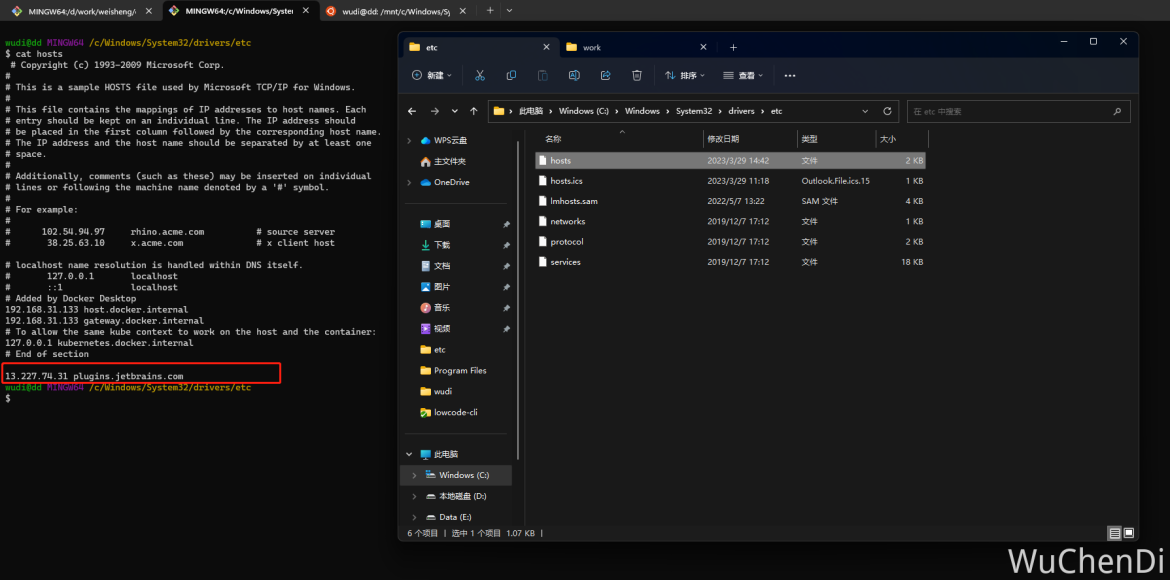 MINGW64:/d/work/weisheng/
MINGW64:/c/Windows/System
wudi@dd: /mnt/c/Windows/Sy
wudi@dd MINGW64 /c/Windows/System32/drivers/etc
$ cat hosts
# Copyright (c) 1993-2009 Microsoft Corp.
#
# This is a sample HOSTS file used by Microsoft TCP/IP for Windows.
#
# This file contains the mappings of IP addresses to host names. Each
# entry should be kept on an individual line. The IP address should
# be placed in the first column followed by the corresponding host name.
# The IP address and the host name should be separated by at least one
# space.
#
# Additionally, comments (such as these) may be inserted on individual
# lines or following the machine name denoted by a '#' symbol.
#
# For example:
#
# 102.54.94.97 rhino.acme.com # source server
# 38.25.63.10 x.acme.com # x client host
# localhost name resolution is handled within DNS itself.
# 127.0.0.1 localhost
# ::1 localhost
# Added by Docker Desktop
192.168.31.133 host.docker.internal
192.168.31.133 gateway.docker.internal
# To allow the same kube context to work on the host and the container:
127.0.0.1 kubernetes.docker.internal
# End of section
13.227.74.31 plugins.jetbrains.com
wudi@dd MINGW64 /c/Windows/System32/drivers/etc
$
etc
work
新建
排序
查看
此电脑 Windows (C:) Windows System32 drivers etc
在 etc 中搜索
WPS云盘
主文件夹
OneDrive
桌面
下载
文档
图片
音乐
视频
etc
Program Files
wudi
lowcode-cli
此电脑
Windows (C:)
本地磁盘 (D:)
Data (E:)
名称 修改日期 类型 大小
hosts 2023/3/29 14:42 文件 2 KB
hosts.ics 2023/3/29 11:18 Outlook.File.ics.15 1 KB
lmhosts.sam 2022/5/7 13:22 SAM 文件 4 KB
networks 2019/12/7 17:12 文件 1 KB
protocol 2019/12/7 17:12 文件 2 KB
services 2019/12/7 17:12 文件 18 KB
6 个项目 | 选中 1 个项目 1.07 KB |
WuChenDi